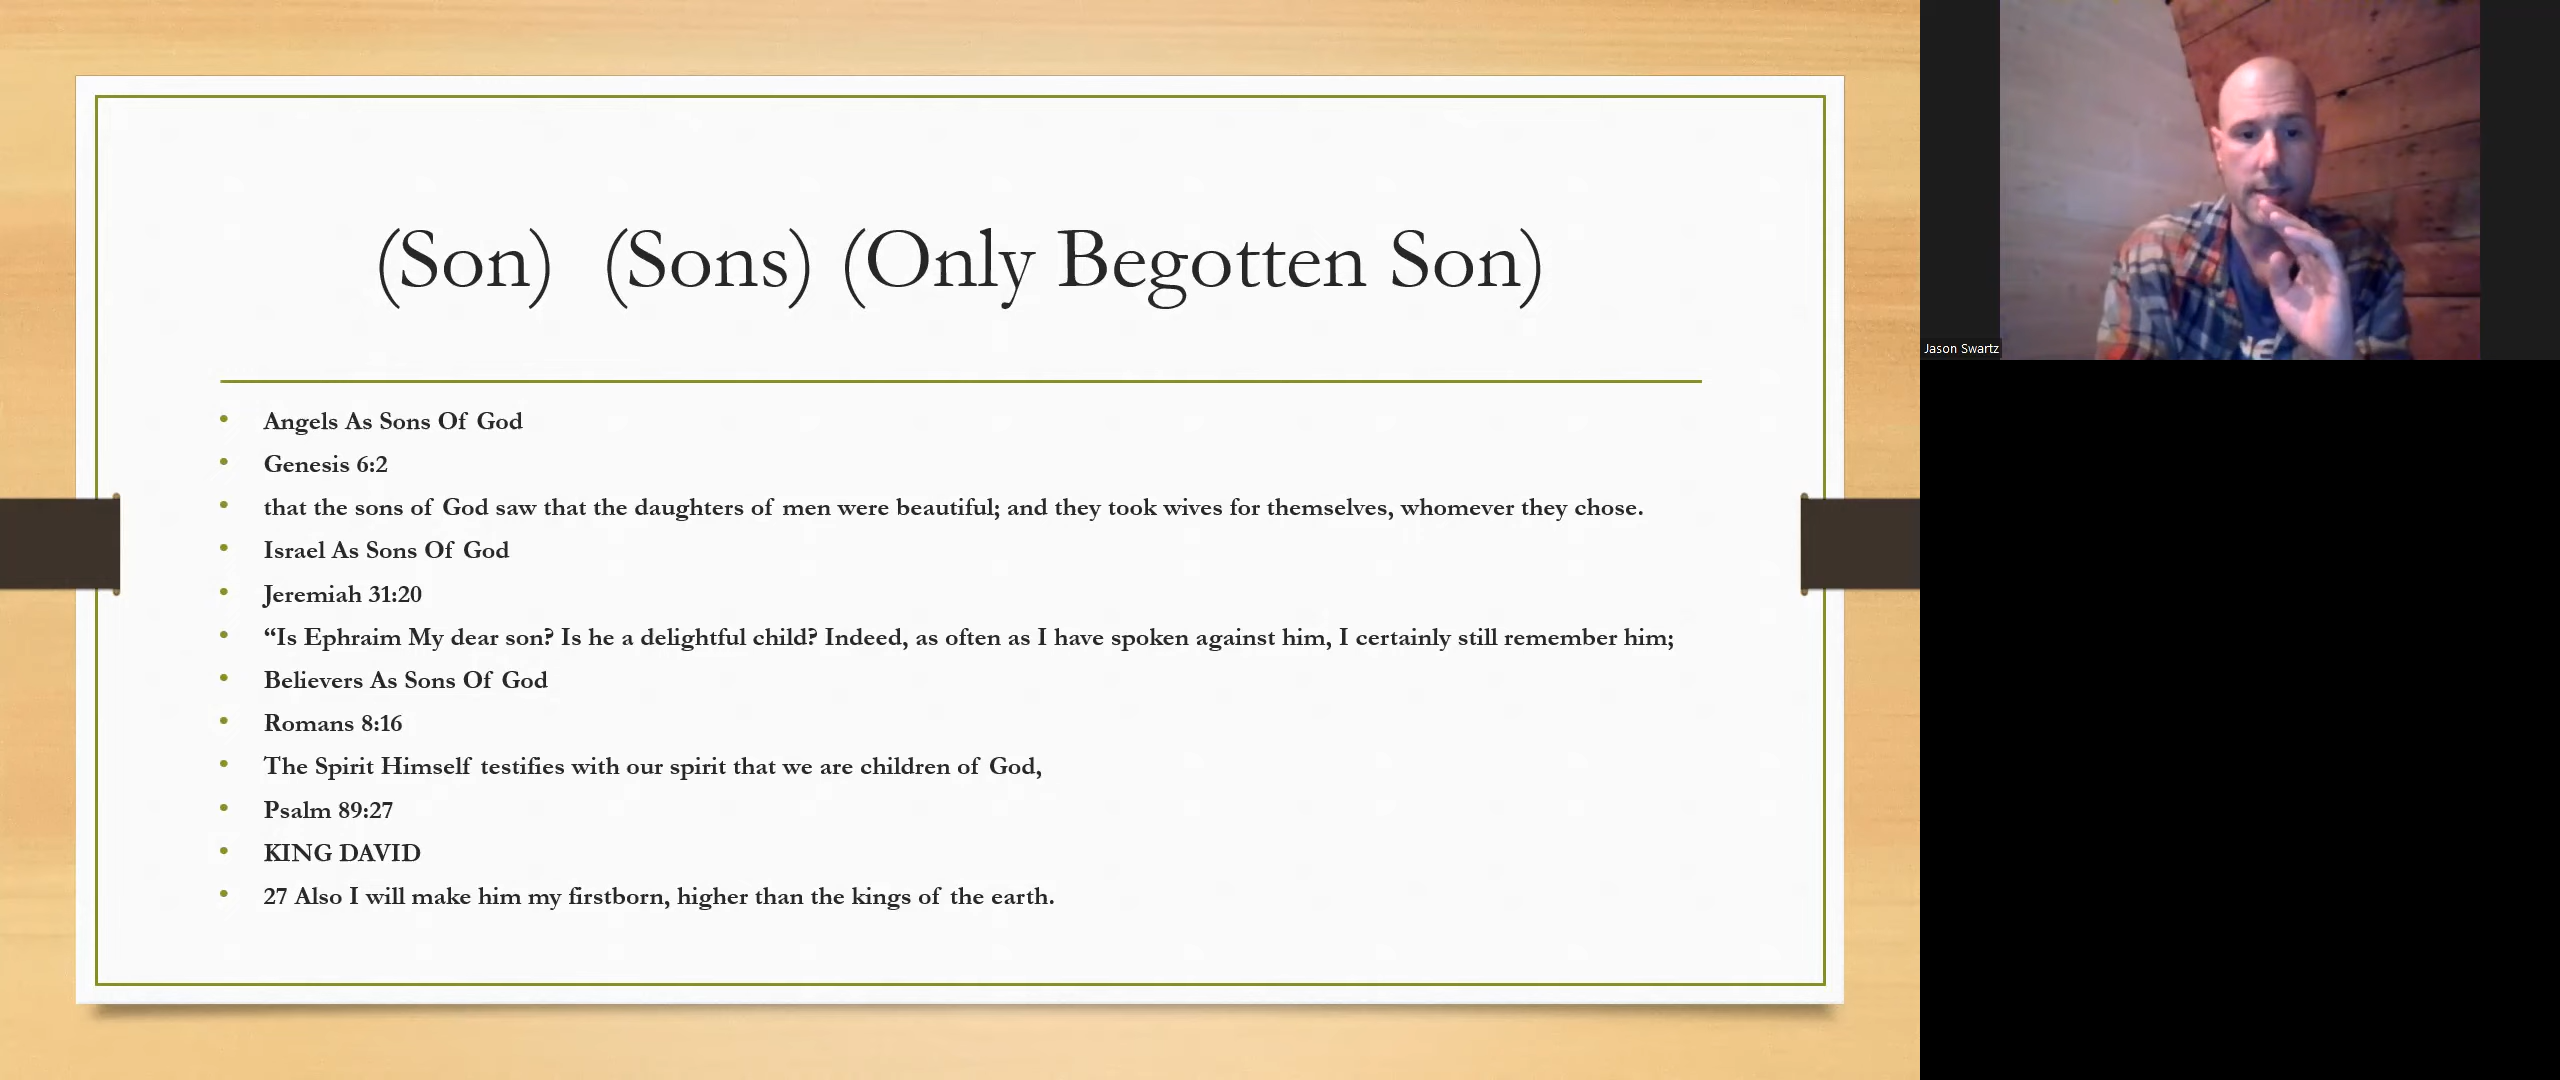 (Son)  (Sons) (Only Begotten Son)
• Angels As Sons Of God
• Genesis 6:2
• that the sons of God saw that the daughters of men were beautiful; and they took wives for themselves, whomever they chose.
• Israel As Sons Of God
• Jeremiah 31:20
• “Is Ephraim My dear son? Is he a delightful child? Indeed, as often as I have spoken against him, I certainly still remember him;
• Believers As Sons Of God
• Romans 8:16
• The Spirit Himself testifies with our spirit that we are children of God,
• Psalm 89:27
• KING DAVID
• 27 Also I will make him my firstborn, higher than the kings of the earth.
Jason Swartz